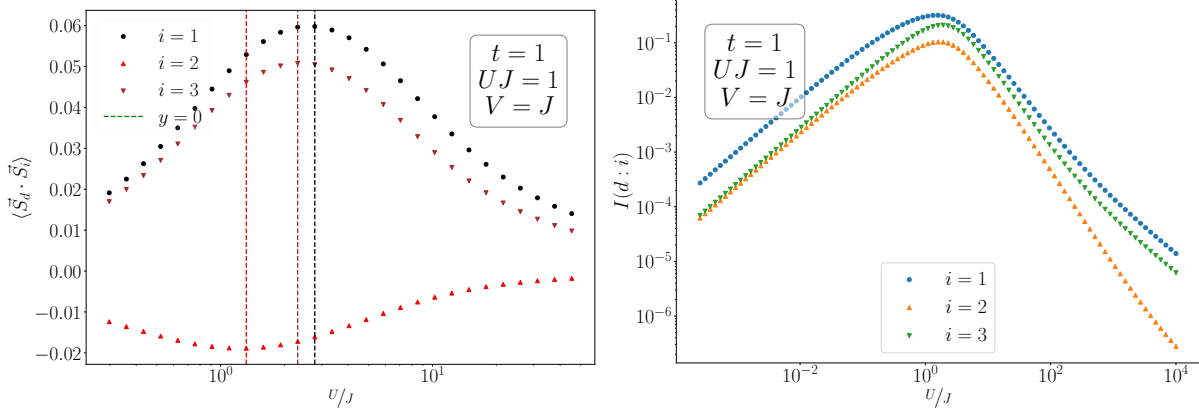 0.06
0.05
0.04
0.03
0.02
0.01
0.00
−0.01
−0.02
⟨S⃗_d · S⃗_i⟩
i = 1
i = 2
i = 3
y = 0
t = 1
UJ = 1
V = J
10^0
10^1
U/J
10^{-1}
10^{-2}
10^{-3}
10^{-4}
10^{-5}
10^{-6}
I(d : i)
t = 1
UJ = 1
V = J
i = 1
i = 2
i = 3
10^{-2}
10^0
10^2
10^4
U/J